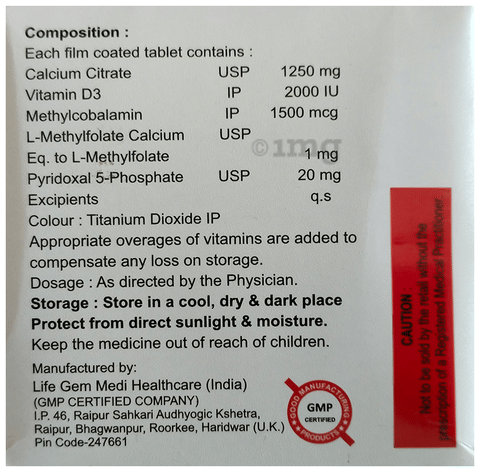 Composition :
Each film coated tablet contains :
Calcium Citrate USP 1250 mg
Vitamin D3 IP 2000 IU
Methylcobalamin IP 1500 mcg
L-Methylfolate Calcium USP
Eq. to L-Methylfolate 1 mg
Pyridoxal 5-Phosphate USP 20 mg
Excipients q.s
Colour : Titanium Dioxide IP
Appropriate overages of vitamins are added to
compensate any loss on storage.
Dosage : As directed by the Physician.
Storage : Store in a cool, dry & dark place
Protect from direct sunlight & moisture.
Keep the medicine out of reach of children.
Manufactured by:
Life Gem Medi Healthcare (India)
(GMP CERTIFIED COMPANY)
I.P. 46, Raipur Sahkari Audhyogic Kshetra,
Raipur, Bhagwanpur, Roorkee, Haridwar (U.K.)
Pin Code-247661
GOOD MANUFACTURING
GMP
CERTIFIED
PRODUCTS
CAUTION
Not to be sold by the retail without the
prinscription of a Registered Medical Practitioner
©1mg